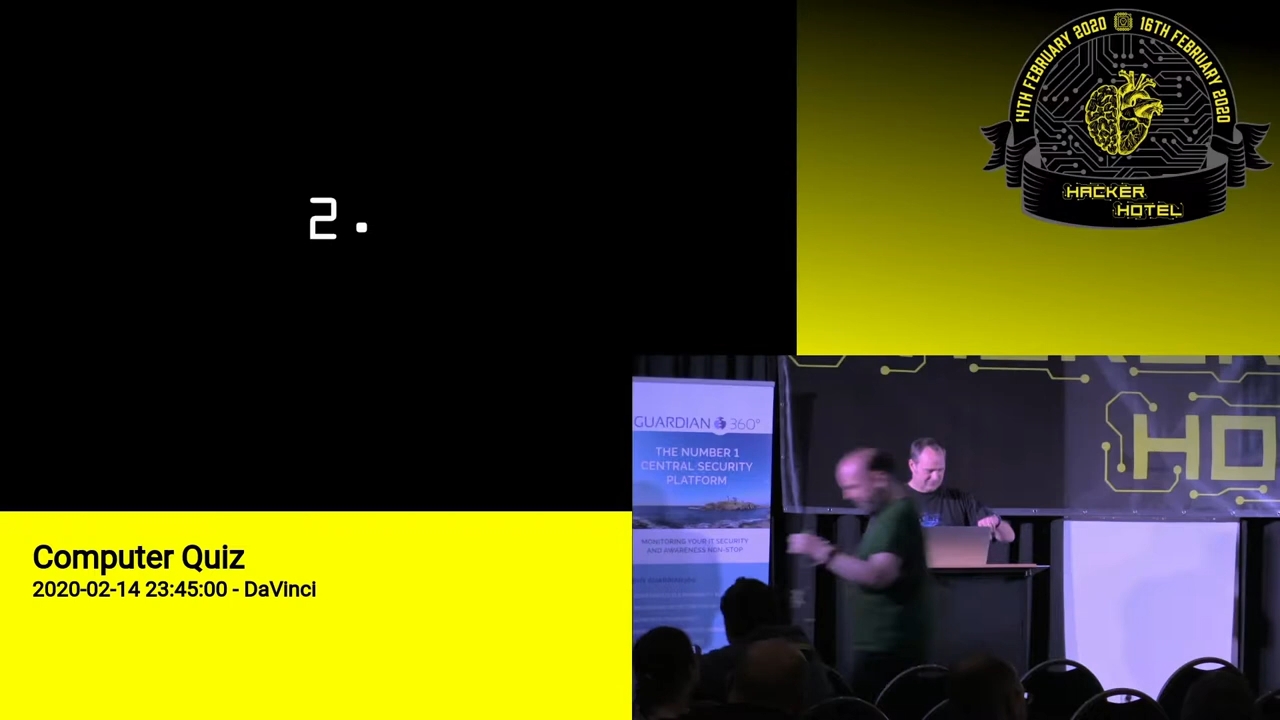 2.
14TH FEBRUARY 2020
16TH FEBRUARY 2020
HACKER
HOTEL
GUARDIAN 360°
THE NUMBER 1
CENTRAL SECURITY
PLATFORM
MONITORING YOUR IT SECURITY
AND AWARENESS NON-STOP
HO
Computer Quiz
2020-02-14 23:45:00 - DaVinci